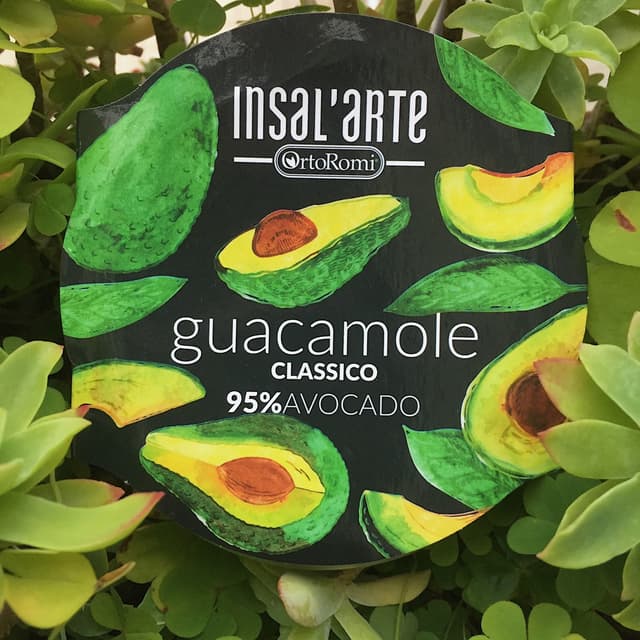 INSAL'ARTE
OrtoRomi
guacamole
CLASSICO
95%AVOCADO